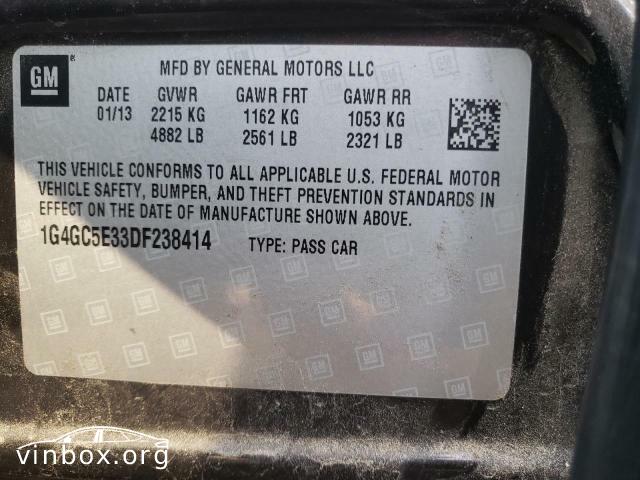 GM
MFD BY GENERAL MOTORS LLC
DATE GVWR GAWR FRT GAWR RR
01/13 2215 KG 1162 KG 1053 KG
4882 LB 2561 LB 2321 LB
THIS VEHICLE CONFORMS TO ALL APPLICABLE U.S. FEDERAL MOTOR
VEHICLE SAFETY, BUMPER, AND THEFT PREVENTION STANDARDS IN
EFFECT ON THE DATE OF MANUFACTURE SHOWN ABOVE.
1G4GC5E33DF238414 TYPE: PASS CAR
vinbox.org